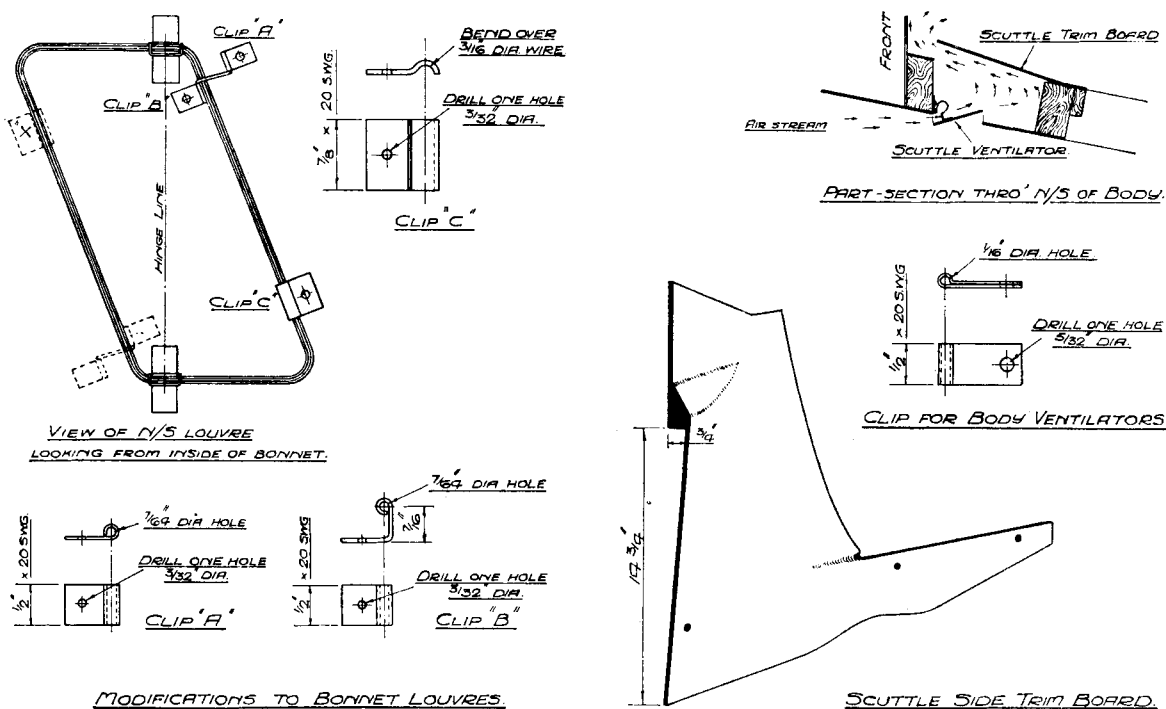 CLIP "A"
CLIP "B"
HINGE LINE
CLIP "C"
VIEW OF N/S LOUVRE
LOOKING FROM INSIDE OF BONNET.
BEND OVER
3/16" DIA. WIRE
7/8" × 20 S.W.G.
DRILL ONE HOLE
3/32" DIA.
CLIP "C"
7/64" DIA HOLE
1/2" × 20 SWG.
DRILL ONE HOLE
3/32" DIA.
CLIP "A"
7/64" DIA HOLE
7/16"
1/2" × 20 SWG
DRILL ONE HOLE
3/32" DIA.
CLIP "B"
MODIFICATIONS TO BONNET LOUVRES.
FRONT
SCUTTLE TRIM BOARD
AIR STREAM
SCUTTLE VENTILATOR.
PART-SECTION THRO' N/S OF BODY.
1/16" DIA. HOLE
1/2" × 20 S.W.G
DRILL ONE HOLE
5/32" DIA.
CLIP FOR BODY VENTILATORS
3/4"
SCUTTLE SIDE TRIM BOARD.